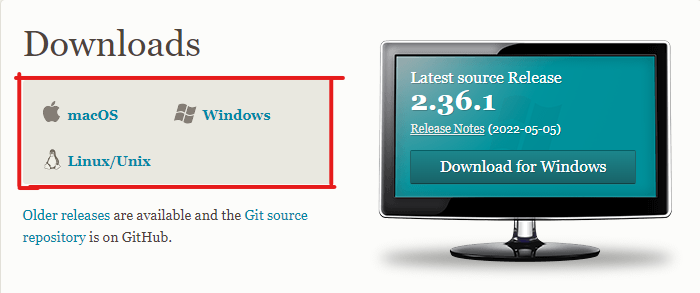 Downloads
macOS
Windows
Linux/Unix
Older releases are available and the Git source
repository is on GitHub.
Latest source Release
2.36.1
Release Notes (2022-05-05)
Download for Windows